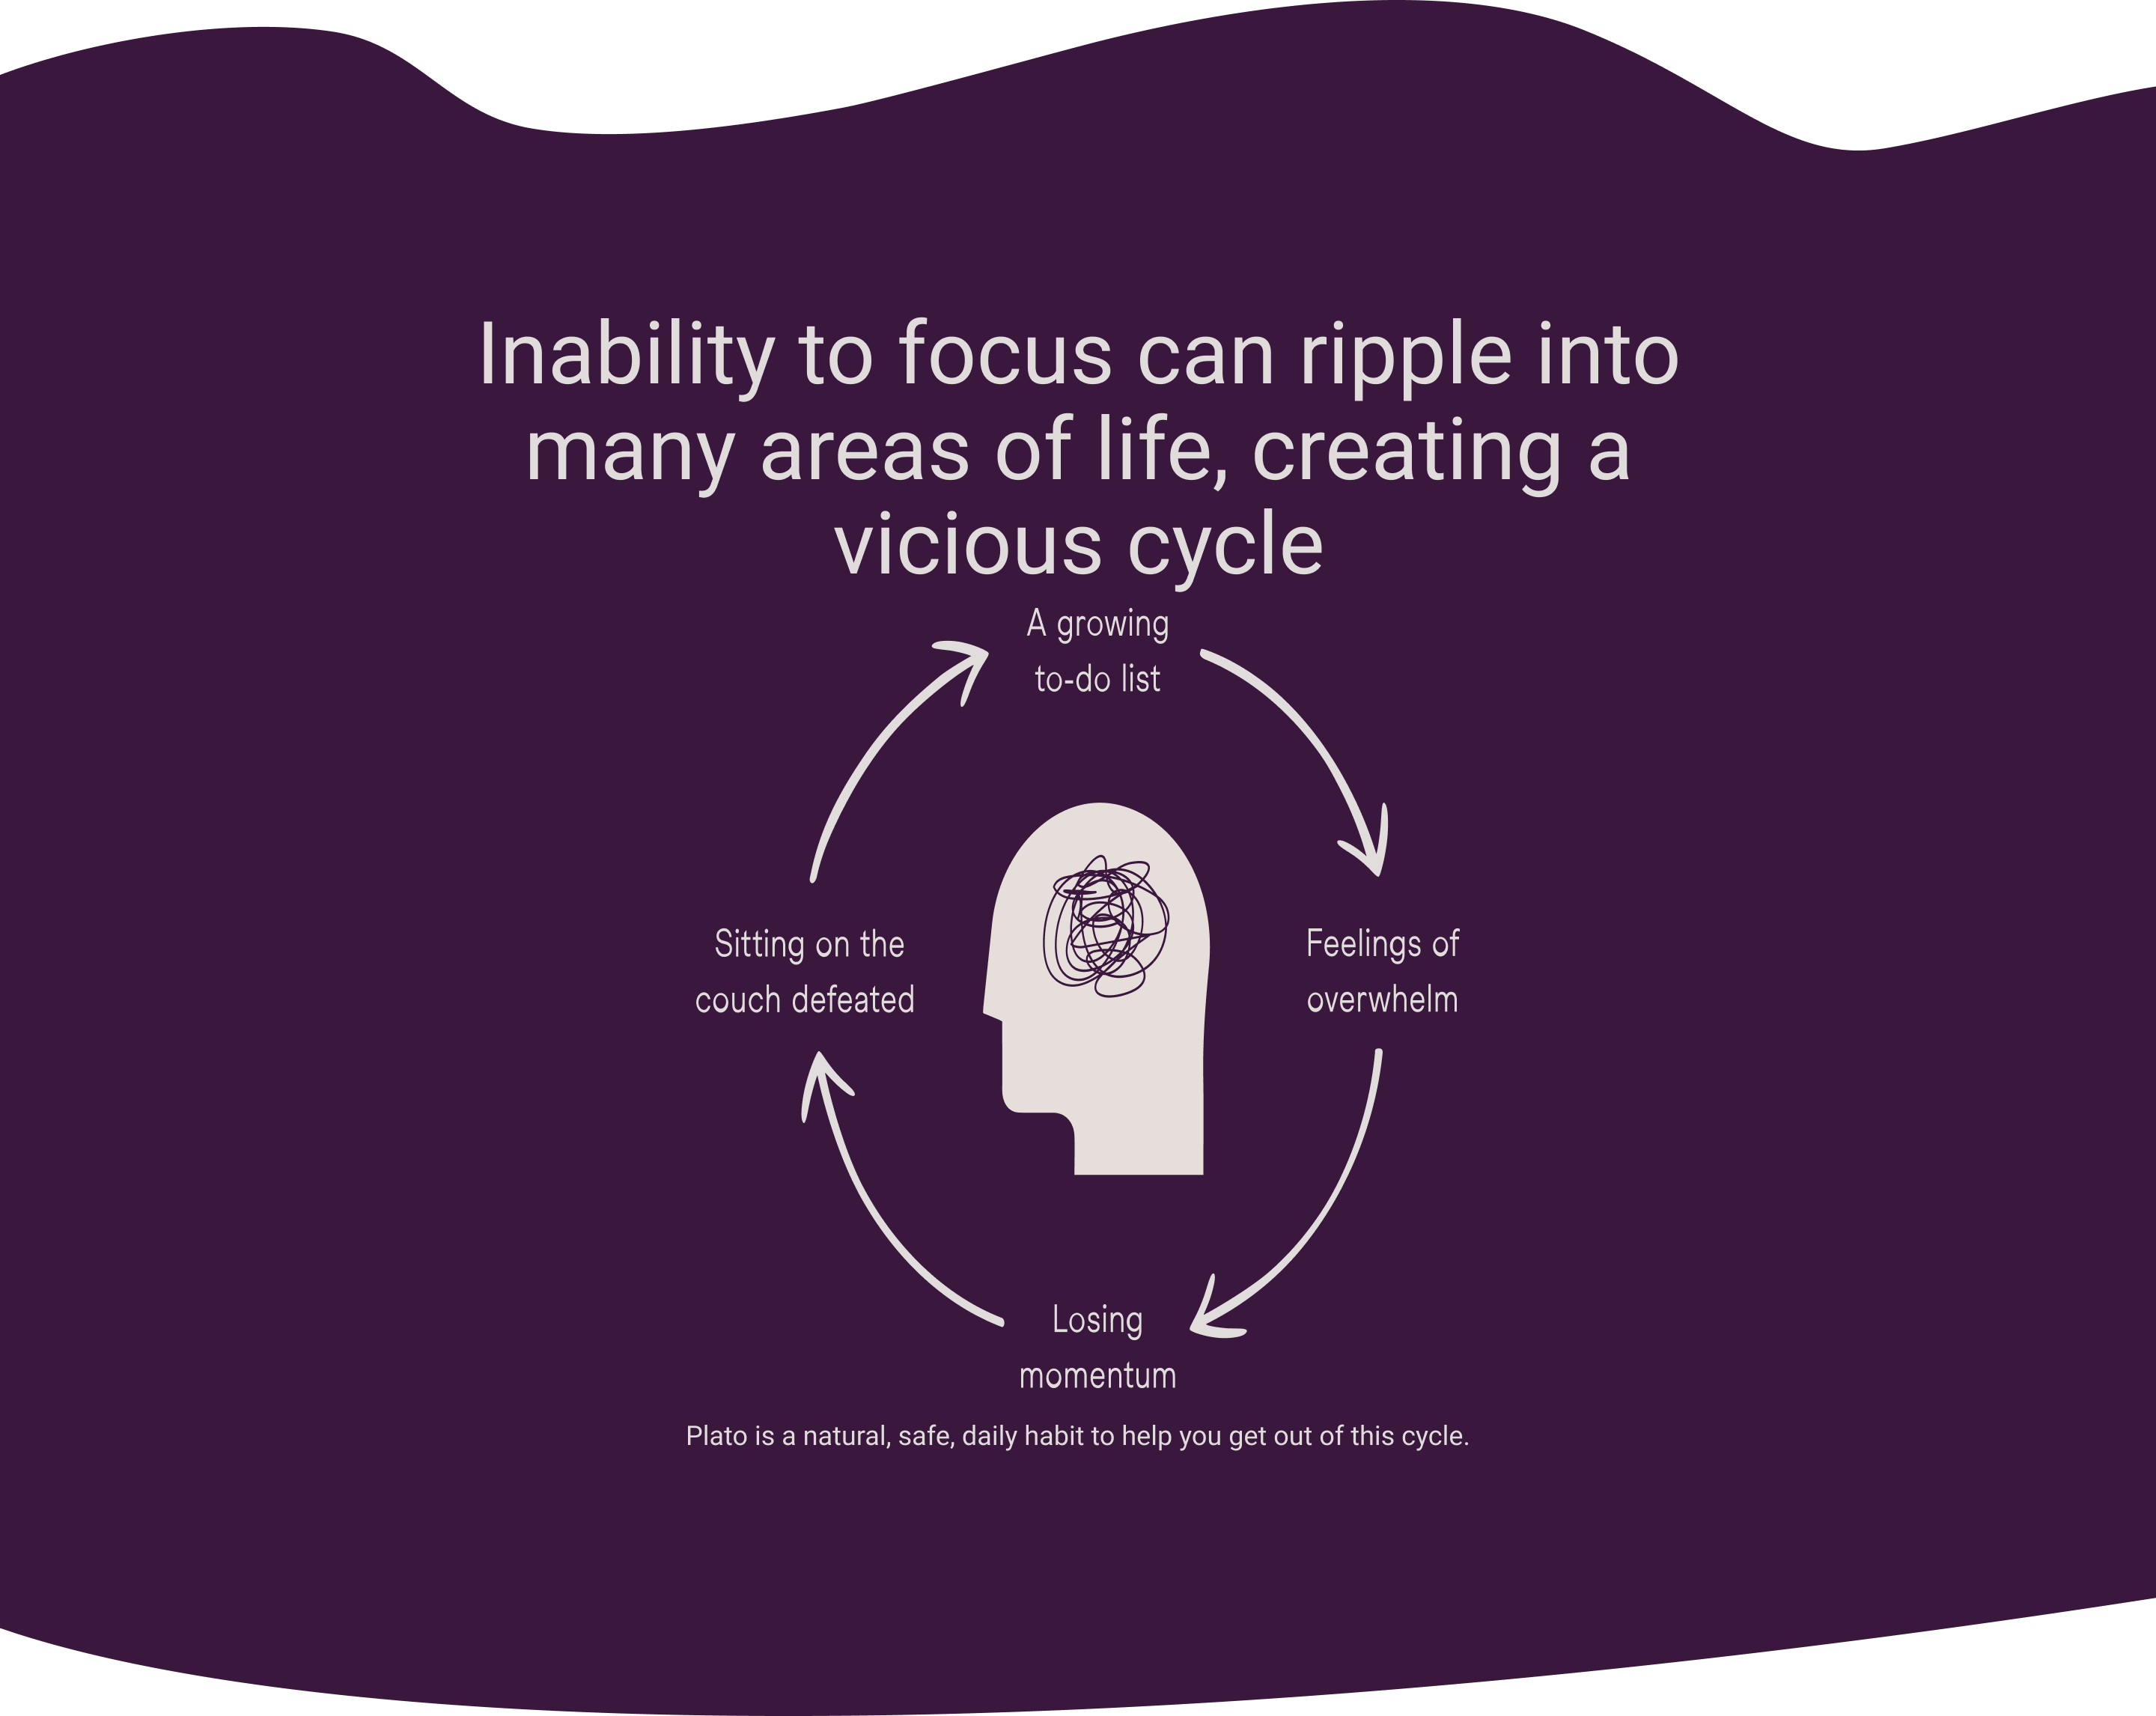 Inability to focus can ripple into
many areas of life, creating a
vicious cycle
A growing
to-do list
Sitting on the
couch defeated
Feelings of
overwhelm
Losing
momentum
Plato is a natural, safe, daily habit to help you get out of this cycle.